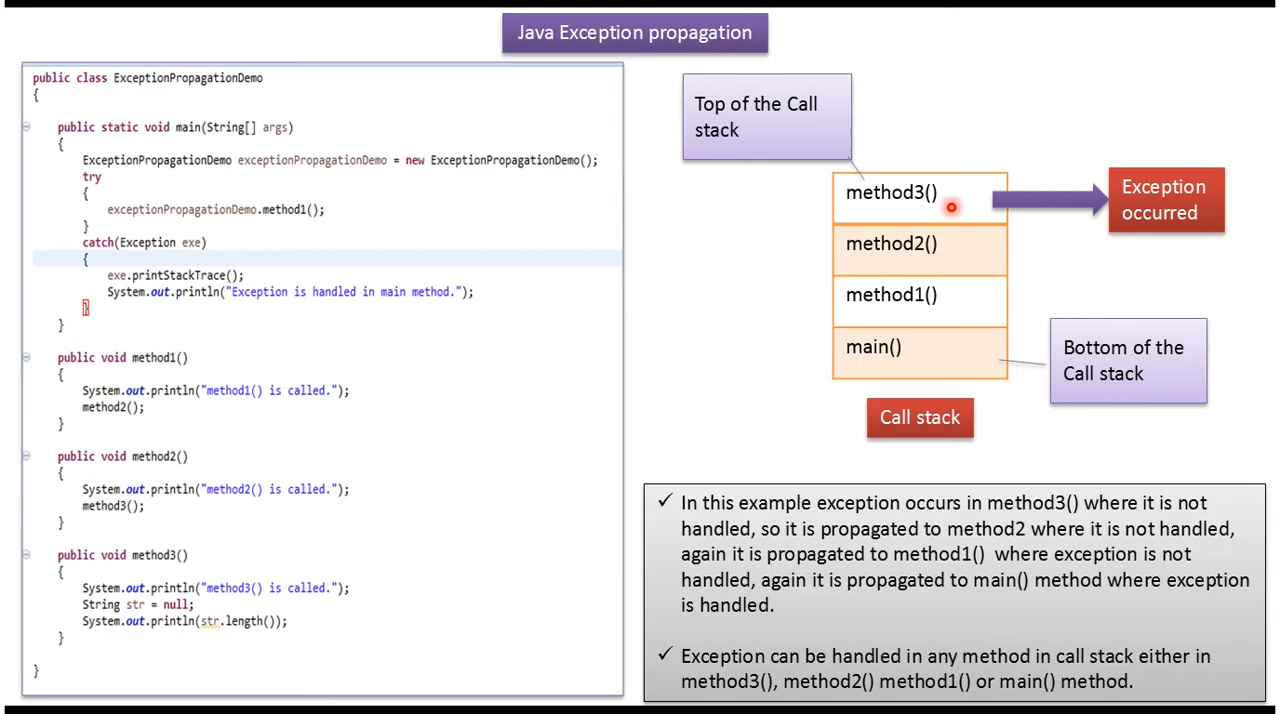 Java Exception propagation
public class ExceptionPropagationDemo
{
public static void main(String[] args)
{
ExceptionPropagationDemo exceptionPropagationDemo = new ExceptionPropagationDemo();
try
{
exceptionPropagationDemo.method1();
}
catch(Exception exe)
{
exe.printStackTrace();
System.out.println("Exception is handled in main method.");
}
}
public void method1()
{
System.out.println("method1() is called.");
method2();
}
public void method2()
{
System.out.println("method2() is called.");
method3();
}
public void method3()
{
System.out.println("method3() is called.");
String str = null;
System.out.println(str.length());
}
}
Top of the Call
stack
method3()
method2()
method1()
main()
Exception
occurred
Bottom of the
Call stack
Call stack
✓ In this example exception occurs in method3() where it is not
handled, so it is propagated to method2 where it is not handled,
again it is propagated to method1() where exception is not
handled, again it is propagated to main() method where exception
is handled.
✓ Exception can be handled in any method in call stack either in
method3(), method2() method1() or main() method.